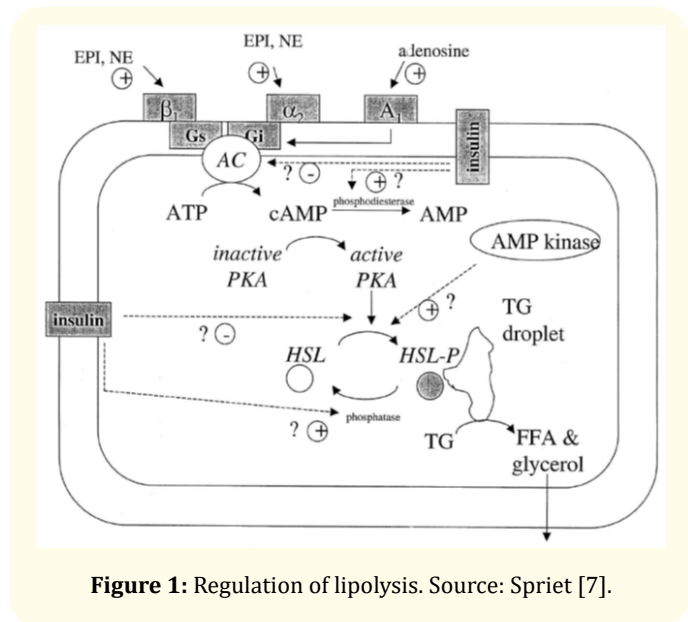 EPI, NE
+
EPI, NE
+
adenosine
+
β1
α2
A1
Gs
Gi
insulin
AC
? -
+ ?
phosphodiesterase
ATP
cAMP
AMP
inactive
PKA
active
PKA
AMP kinase
+ ?
insulin
? -
TG
droplet
HSL
HSL-P
phosphatase
? +
TG
FFA &
glycerol
Figure 1: Regulation of lipolysis. Source: Spriet [7].